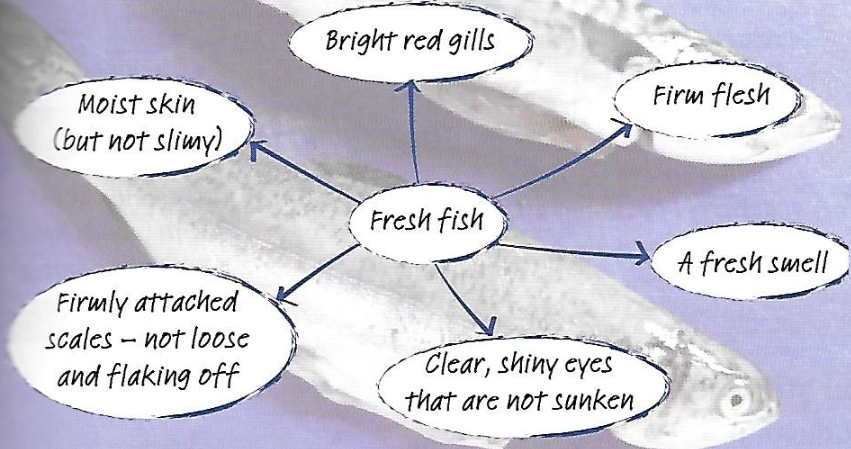 Bright red gills
Firm flesh
Moist skin
(but not slimy)
Fresh fish
A fresh smell
Firmly attached
scales – not loose
and flaking off
Clear, shiny eyes
that are not sunken